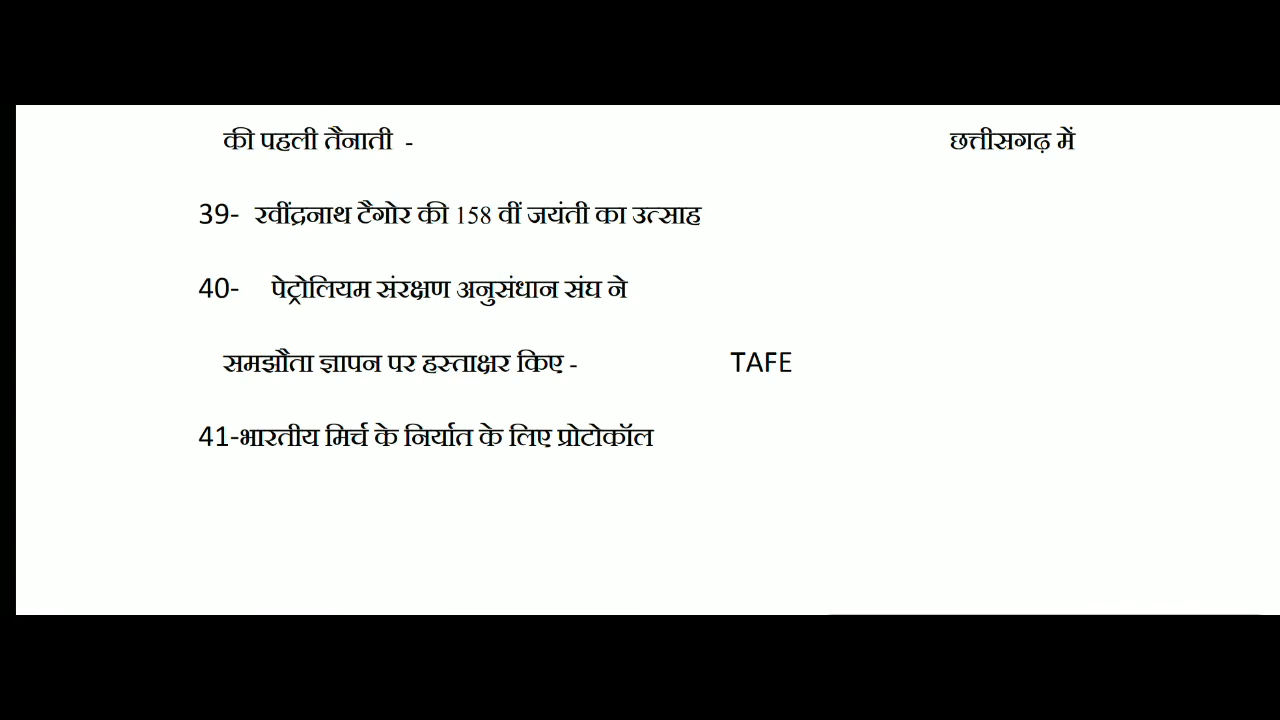 की पहली तैनाती - छत्तीसगढ़ में
39- रवींद्रनाथ टैगोर की 158 वीं जयंती का उत्साह
40- पेट्रोलियम संरक्षण अनुसंधान संघ ने
समझौता ज्ञापन पर हस्ताक्षर किए - TAFE
41-भारतीय मिर्च के निर्यात के लिए प्रोटोकॉल